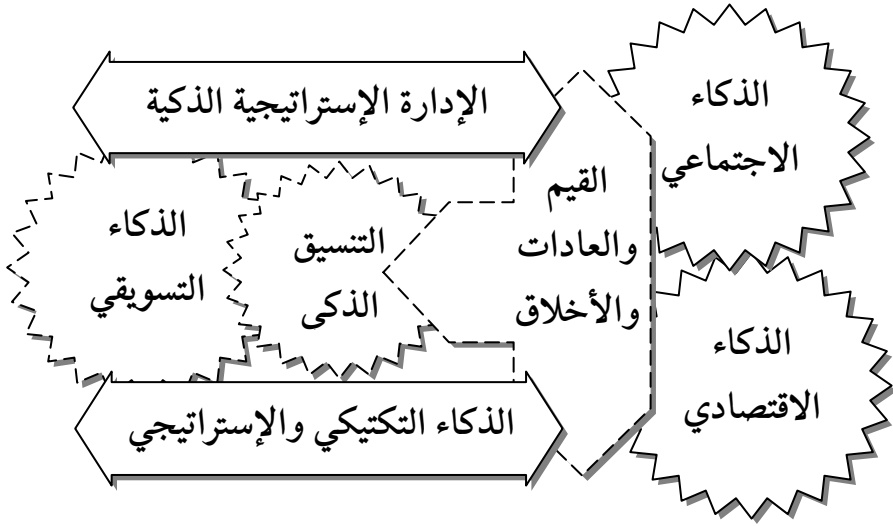 الإدارة الإستراتيجية الذكية
الذكاء
الاجتماعي
القيم
والعادات
والأخلاق
التنسيق
الذكى
الذكاء
التسويقي
الذكاء
الاقتصادي
الذكاء التكتيكي والإستراتيجي